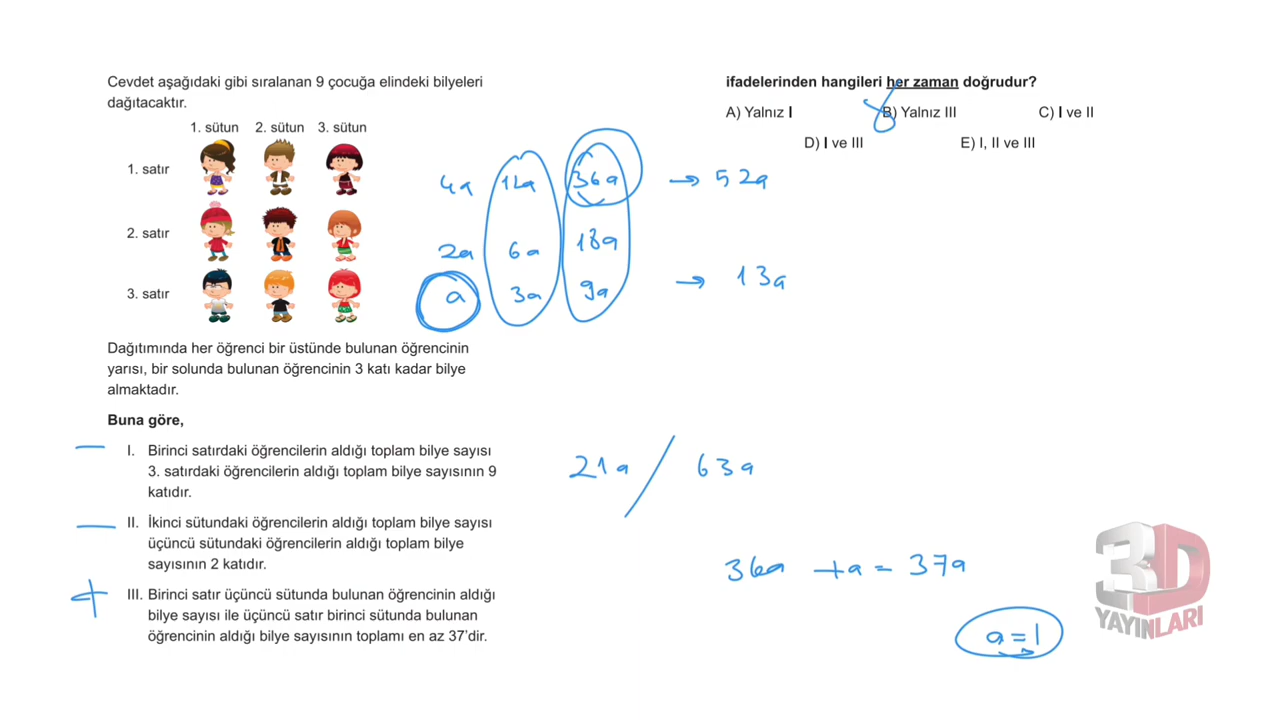 Cevdet aşağıdaki gibi sıralanan 9 çocuğa elindeki bilyeleri
dağıtacaktır.
1. sütun 2. sütun 3. sütun
1. satır
2. satır
3. satır
4a 12a 36a → 52a
2a 6a 18a
a 3a 9a → 13a
Dağıtımında her öğrenci bir üstünde bulunan öğrencinin
yarısı, bir solunda bulunan öğrencinin 3 katı kadar bilye
almaktadır.
Buna göre,
— I. Birinci satırdaki öğrencilerin aldığı toplam bilye sayısı
3. satırdaki öğrencilerin aldığı toplam bilye sayısının 9
katıdır.
— II. İkinci sütundaki öğrencilerin aldığı toplam bilye sayısı
üçüncü sütundaki öğrencilerin aldığı toplam bilye
sayısının 2 katıdır.
+ III. Birinci satır üçüncü sütunda bulunan öğrencinin aldığı
bilye sayısı ile üçüncü satır birinci sütunda bulunan
öğrencinin aldığı bilye sayısının toplamı en az 37'dir.
21a / 63a
36a + a = 37a
a = 1
ifadelerinden hangileri her zaman doğrudur?
A) Yalnız I B) Yalnız III C) I ve II
D) I ve III E) I, II ve III
3D
YAYINLARI